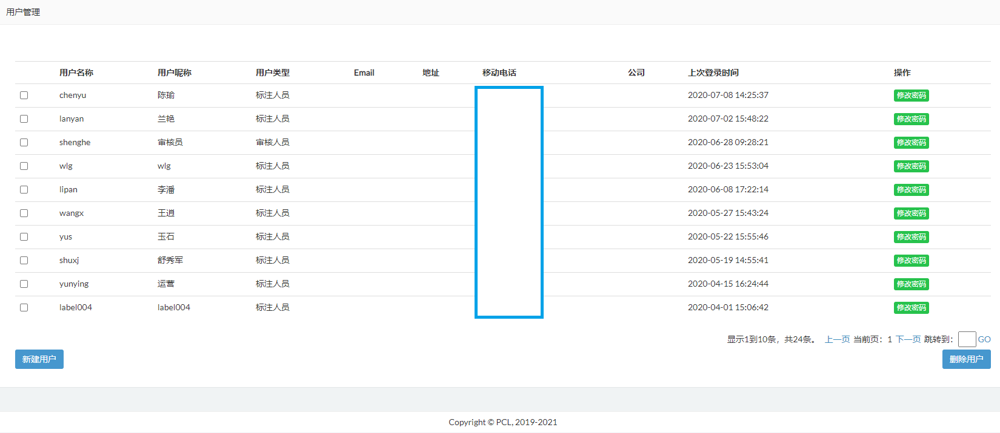 用户管理
用户名称 用户昵称 用户类型 Email 地址 移动电话 公司 上次登录时间 操作
chenyu 陈瑜 标注人员 2020-07-08 14:25:37 修改密码
lanyan 兰艳 标注人员 2020-07-02 15:48:22 修改密码
shenghe 审核员 审核人员 2020-06-28 09:28:21 修改密码
wlg wlg 标注人员 2020-06-23 15:53:04 修改密码
lipan 李潘 标注人员 2020-06-08 17:22:14 修改密码
wangx 王逍 标注人员 2020-05-27 15:43:24 修改密码
yus 玉石 标注人员 2020-05-22 15:55:46 修改密码
shuxj 舒秀军 标注人员 2020-05-19 14:55:41 修改密码
yunying 运营 标注人员 2020-04-15 16:24:44 修改密码
label004 label004 标注人员 2020-04-01 15:06:42 修改密码
显示1到10条，共24条。 上一页 当前页：1 下一页 跳转到： GO
新建用户 删除用户
Copyright © PCL, 2019-2021